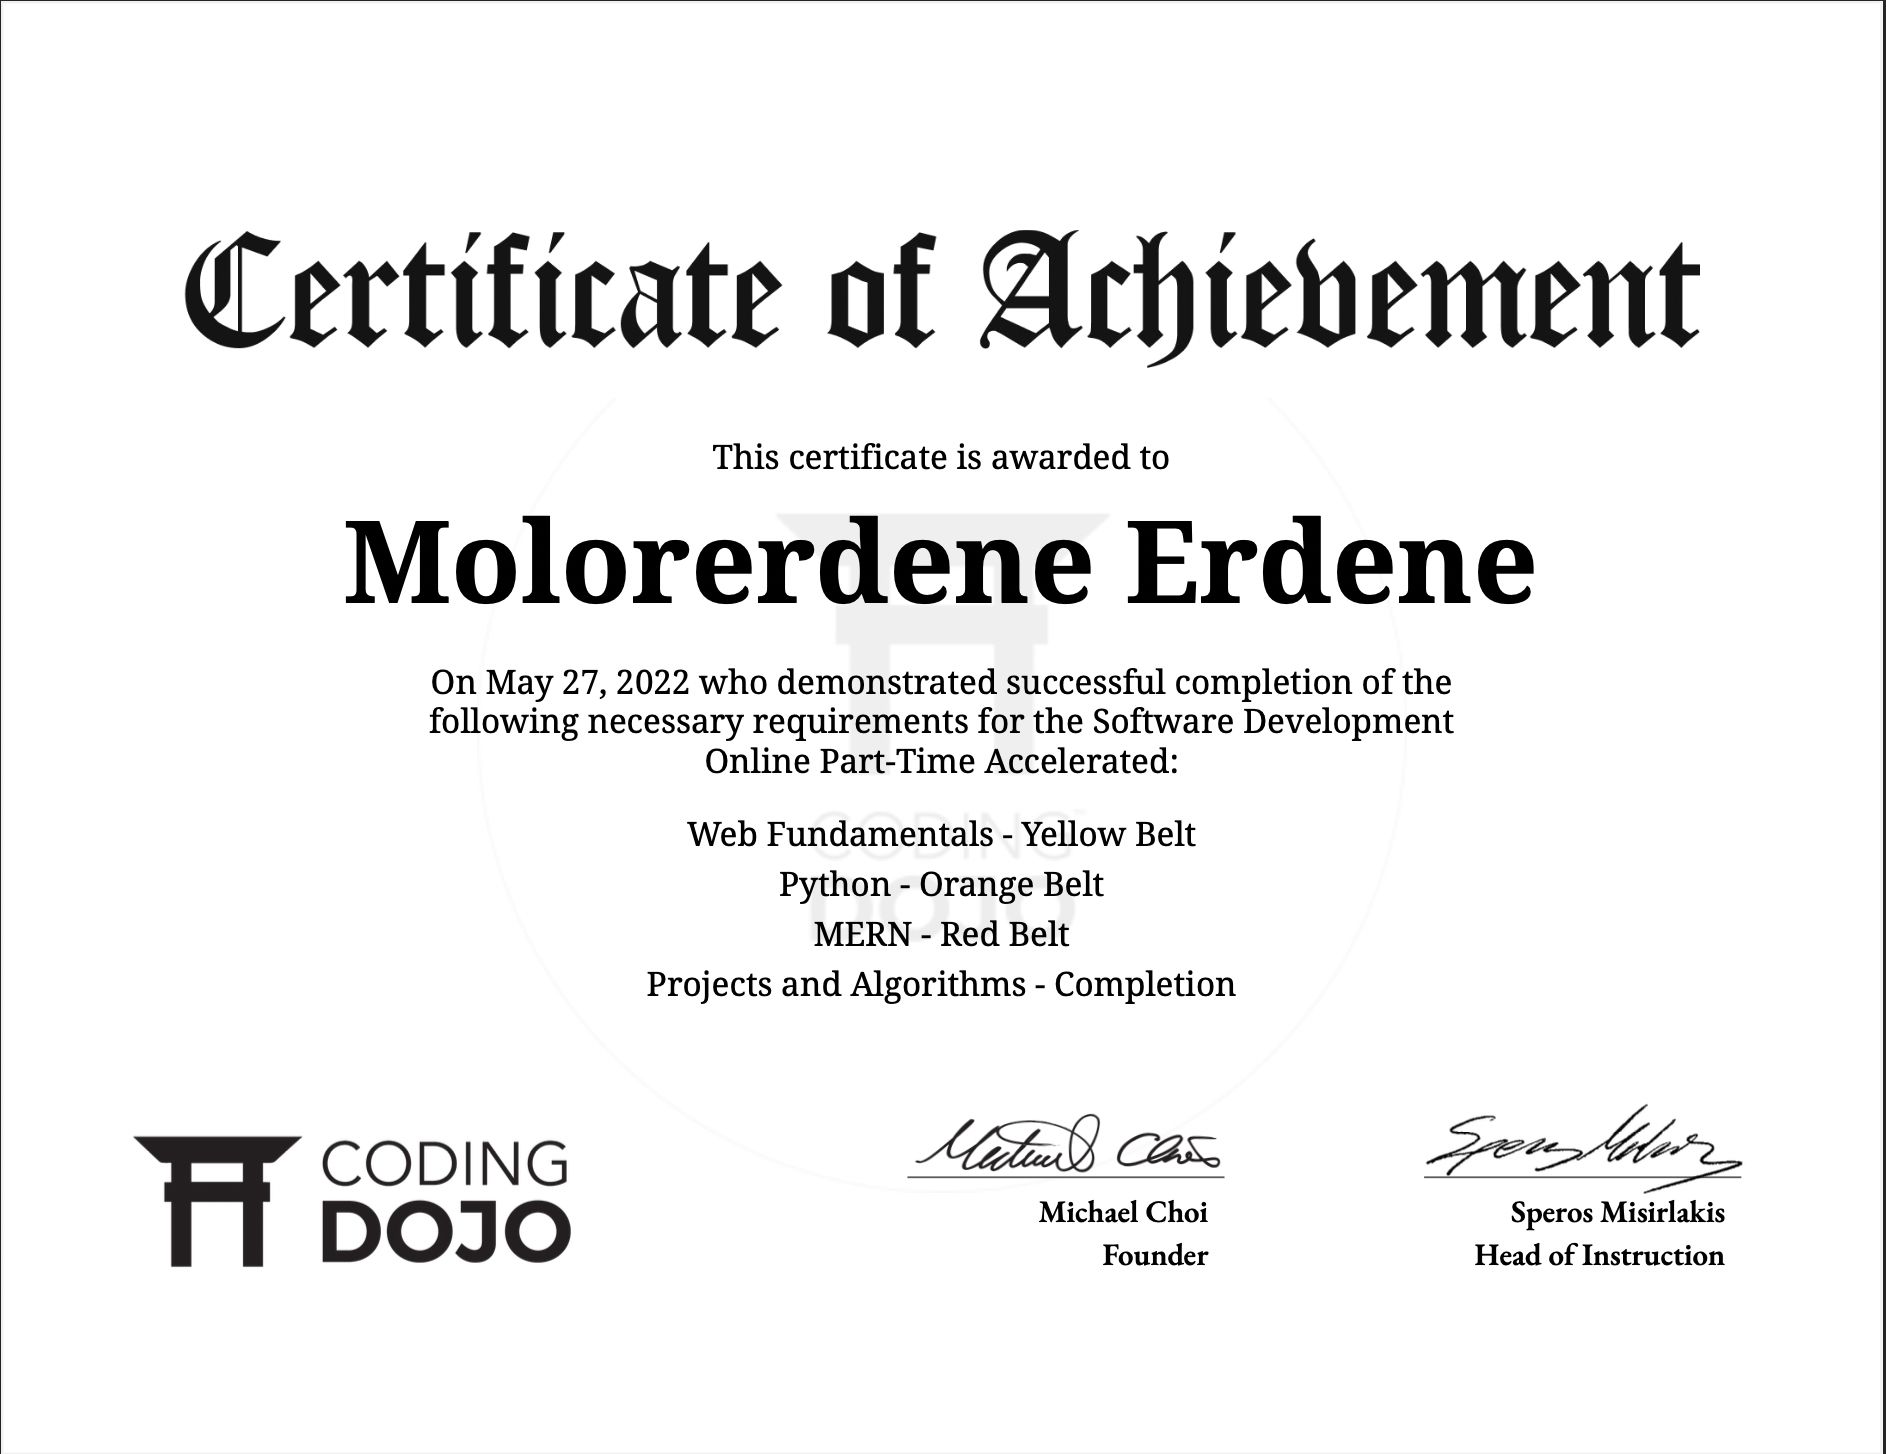 Certificate of Achievement
This certificate is awarded to
Molorerdene Erdene
On May 27, 2022 who demonstrated successful completion of the
following necessary requirements for the Software Development
Online Part-Time Accelerated:
Web Fundamentals - Yellow Belt
Python - Orange Belt
MERN - Red Belt
Projects and Algorithms - Completion
CODING
DOJO
CODING
DOJO
Michael Choi
Founder
Speros Misirlakis
Head of Instruction